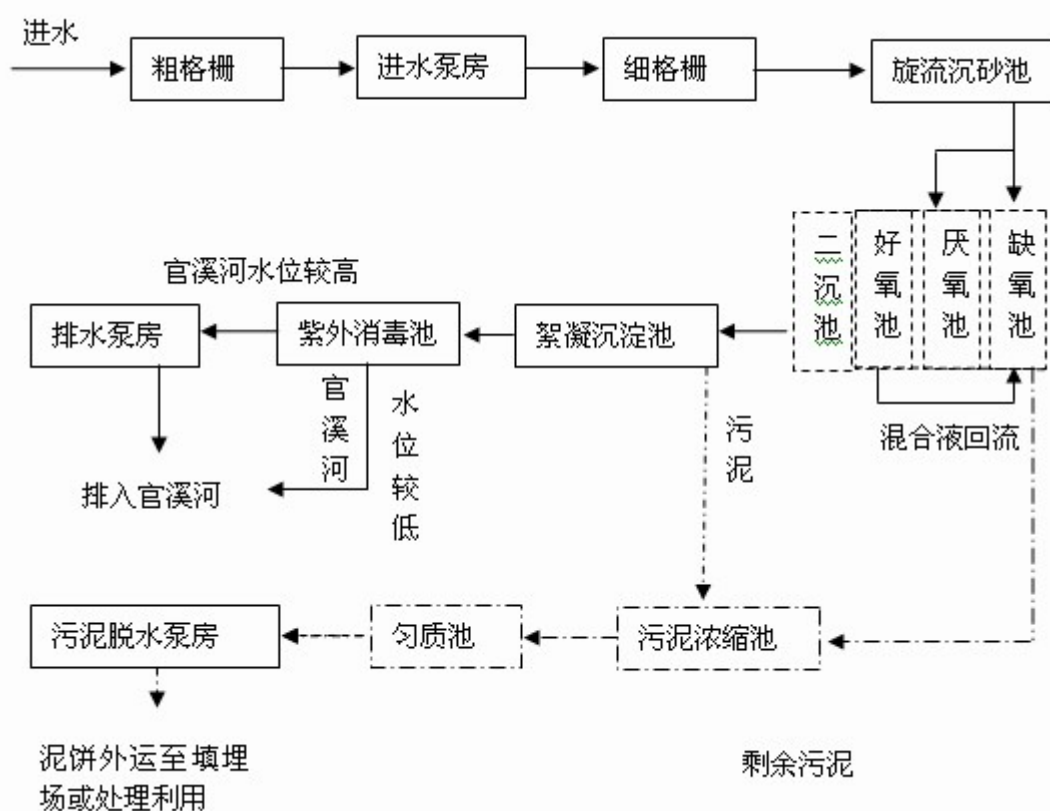 进水
粗格栅
进水泵房
细格栅
旋流沉砂池
二沉池
好氧池
厌氧池
缺氧池
混合液回流
官溪河水位较高
排水泵房
紫外消毒池
絮凝沉淀池
官溪河
水位较低
污泥
排入官溪河
污泥脱水泵房
匀质池
污泥浓缩池
泥饼外运至填埋
场或处理利用
剩余污泥